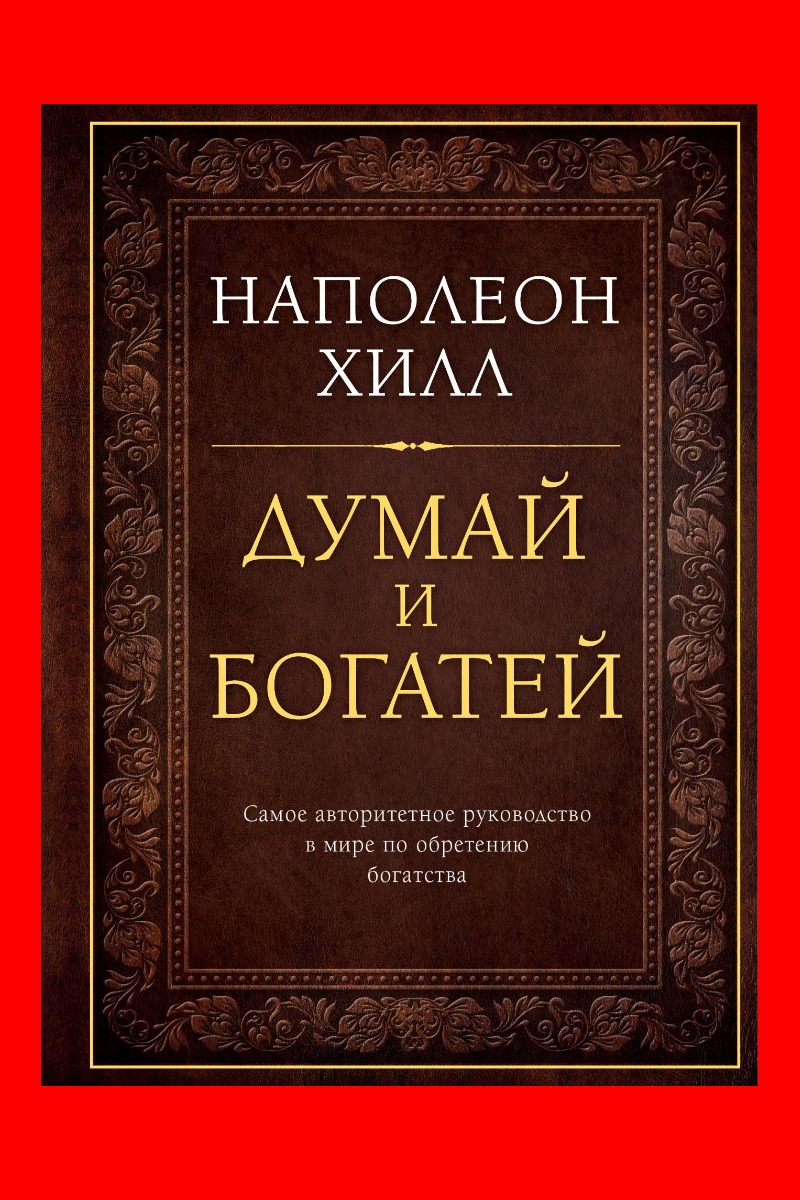 НАПОЛЕОН
ХИЛЛ
ДУМАЙ
И
БОГАТЕЙ
Самое авторитетное руководство
в мире по обретению
богатства